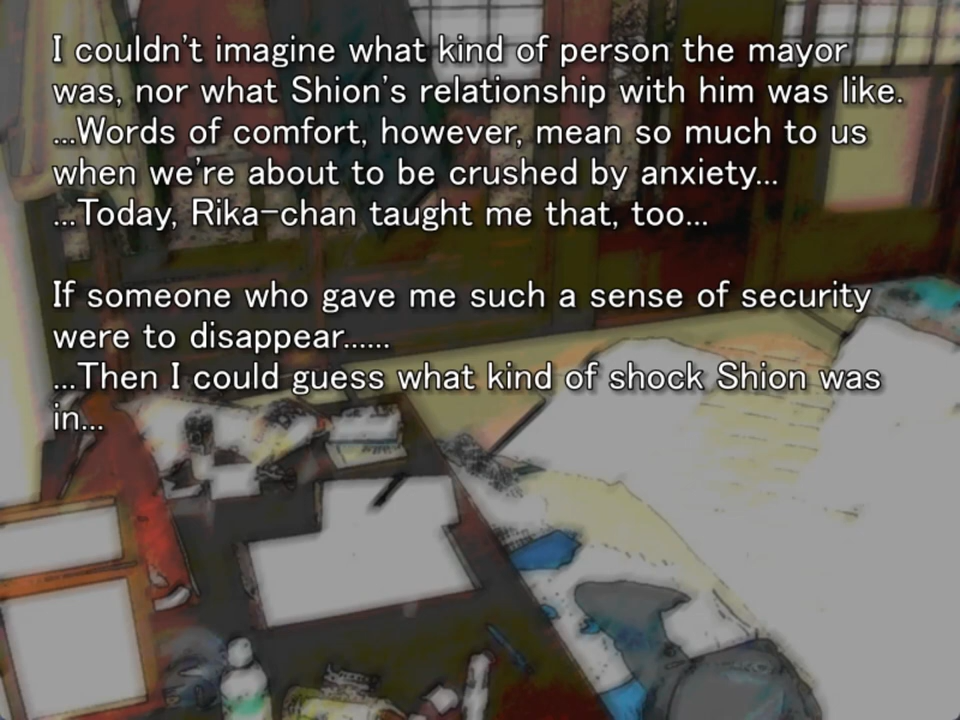 I couldn't imagine what kind of person the mayor
was, nor what Shion's relationship with him was like.
...Words of comfort, however, mean so much to us
when we're about to be crushed by anxiety...
...Today, Rika-chan taught me that, too...
If someone who gave me such a sense of security
were to disappear......
...Then I could guess what kind of shock Shion was
in...